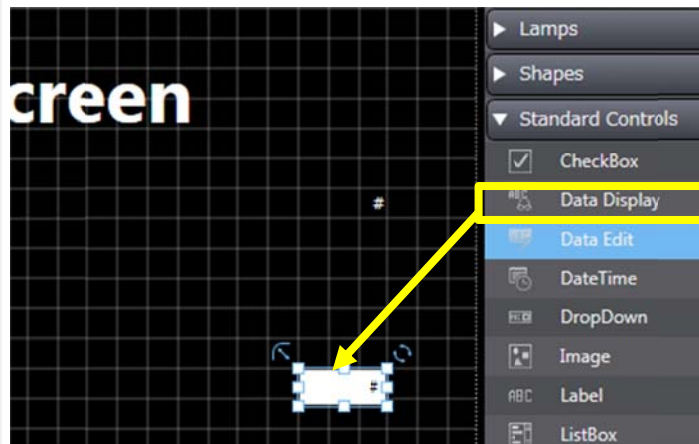 creen
#
#
Lamps
Shapes
Standard Controls
CheckBox
Data Display
Data Edit
DateTime
DropDown
Image
ABC Label
ListBox